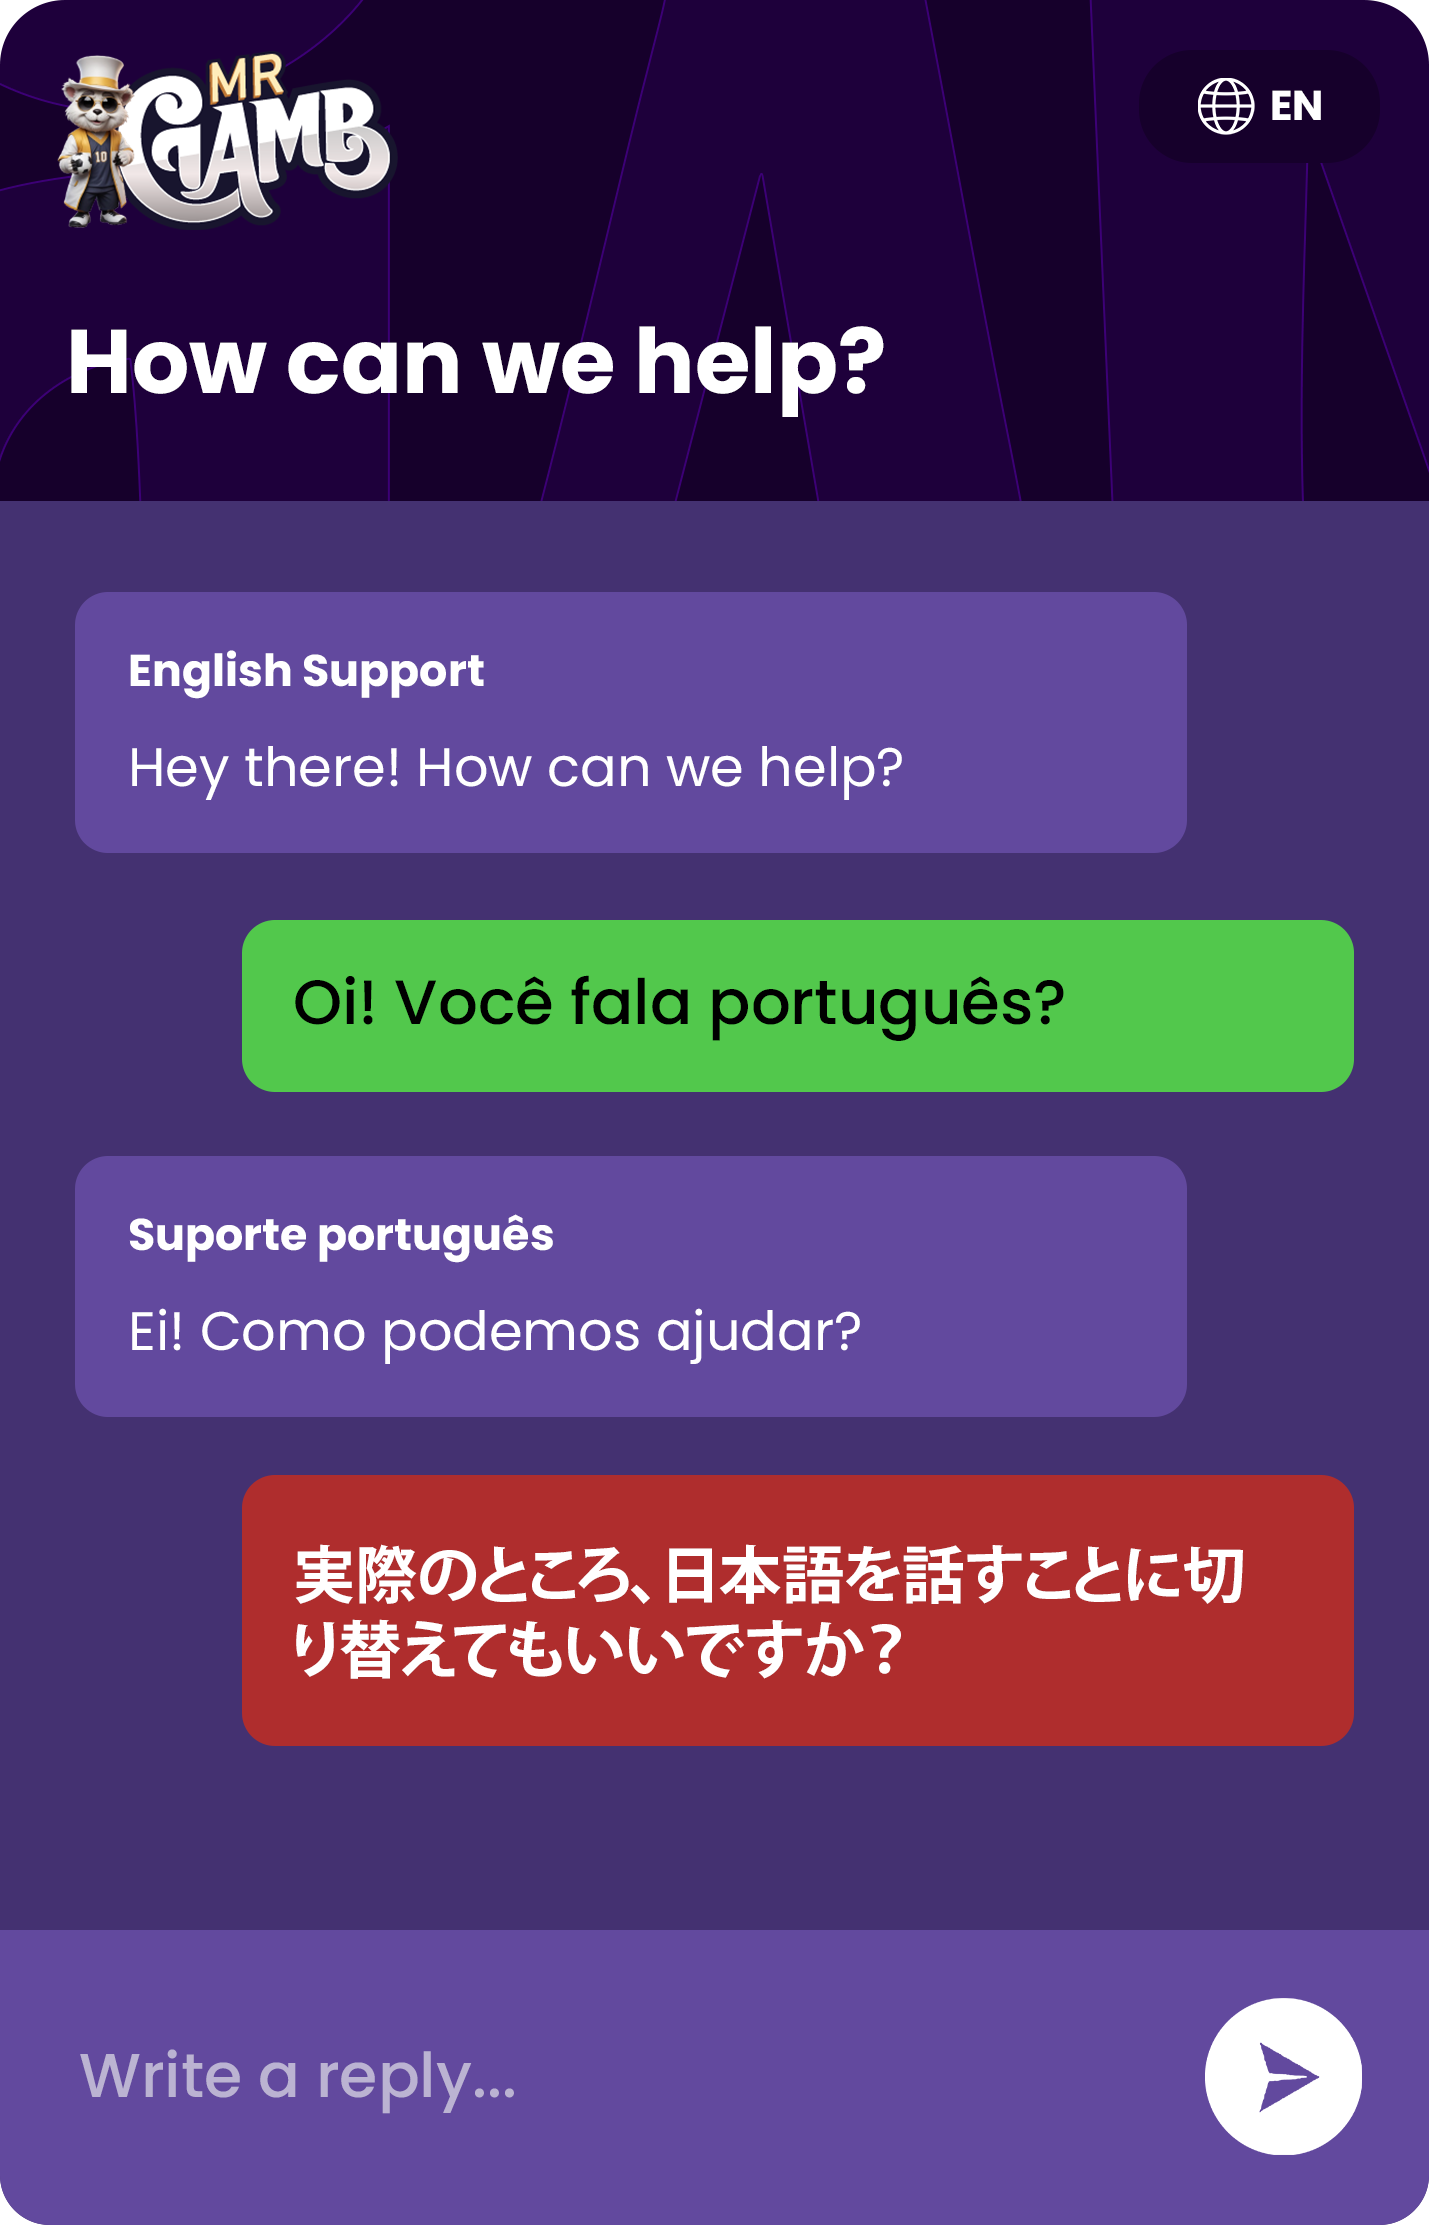 MR
GAMB
10
EN
How can we help?
English Support
Hey there! How can we help?
Oi! Você fala português?
Suporte português
Ei! Como podemos ajudar?
実際のところ、日本語を話すことに切
り替えてもいいですか？
Write a reply...